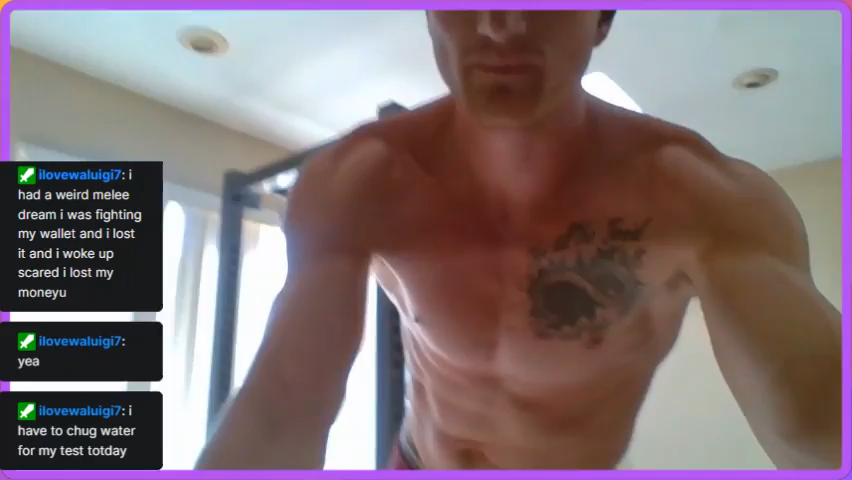 ilovewaluigi7: i
had a weird melee
dream i was fighting
my wallet and i lost
it and i woke up
scared i lost my
moneyu
ilovewaluigi7:
yea
ilovewaluigi7: i
have to chug water
for my test totday